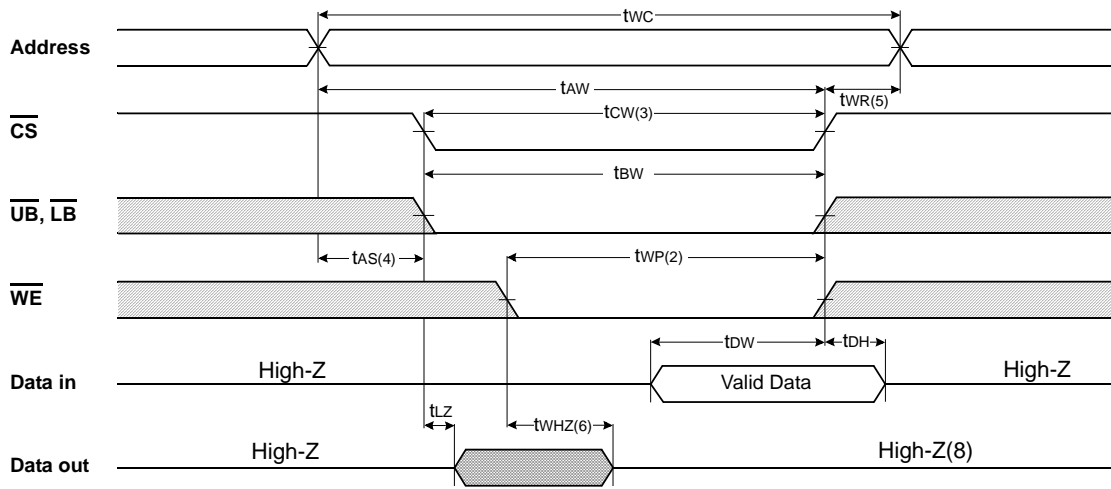 tWC
Address
tAW
tWR(5)
tCW(3)
CS
tBW
UB, LB
tAS(4)
tWP(2)
WE
tDW
tDH
High-Z
Valid Data
High-Z
Data in
tLZ
tWHZ(6)
High-Z
High-Z(8)
Data out